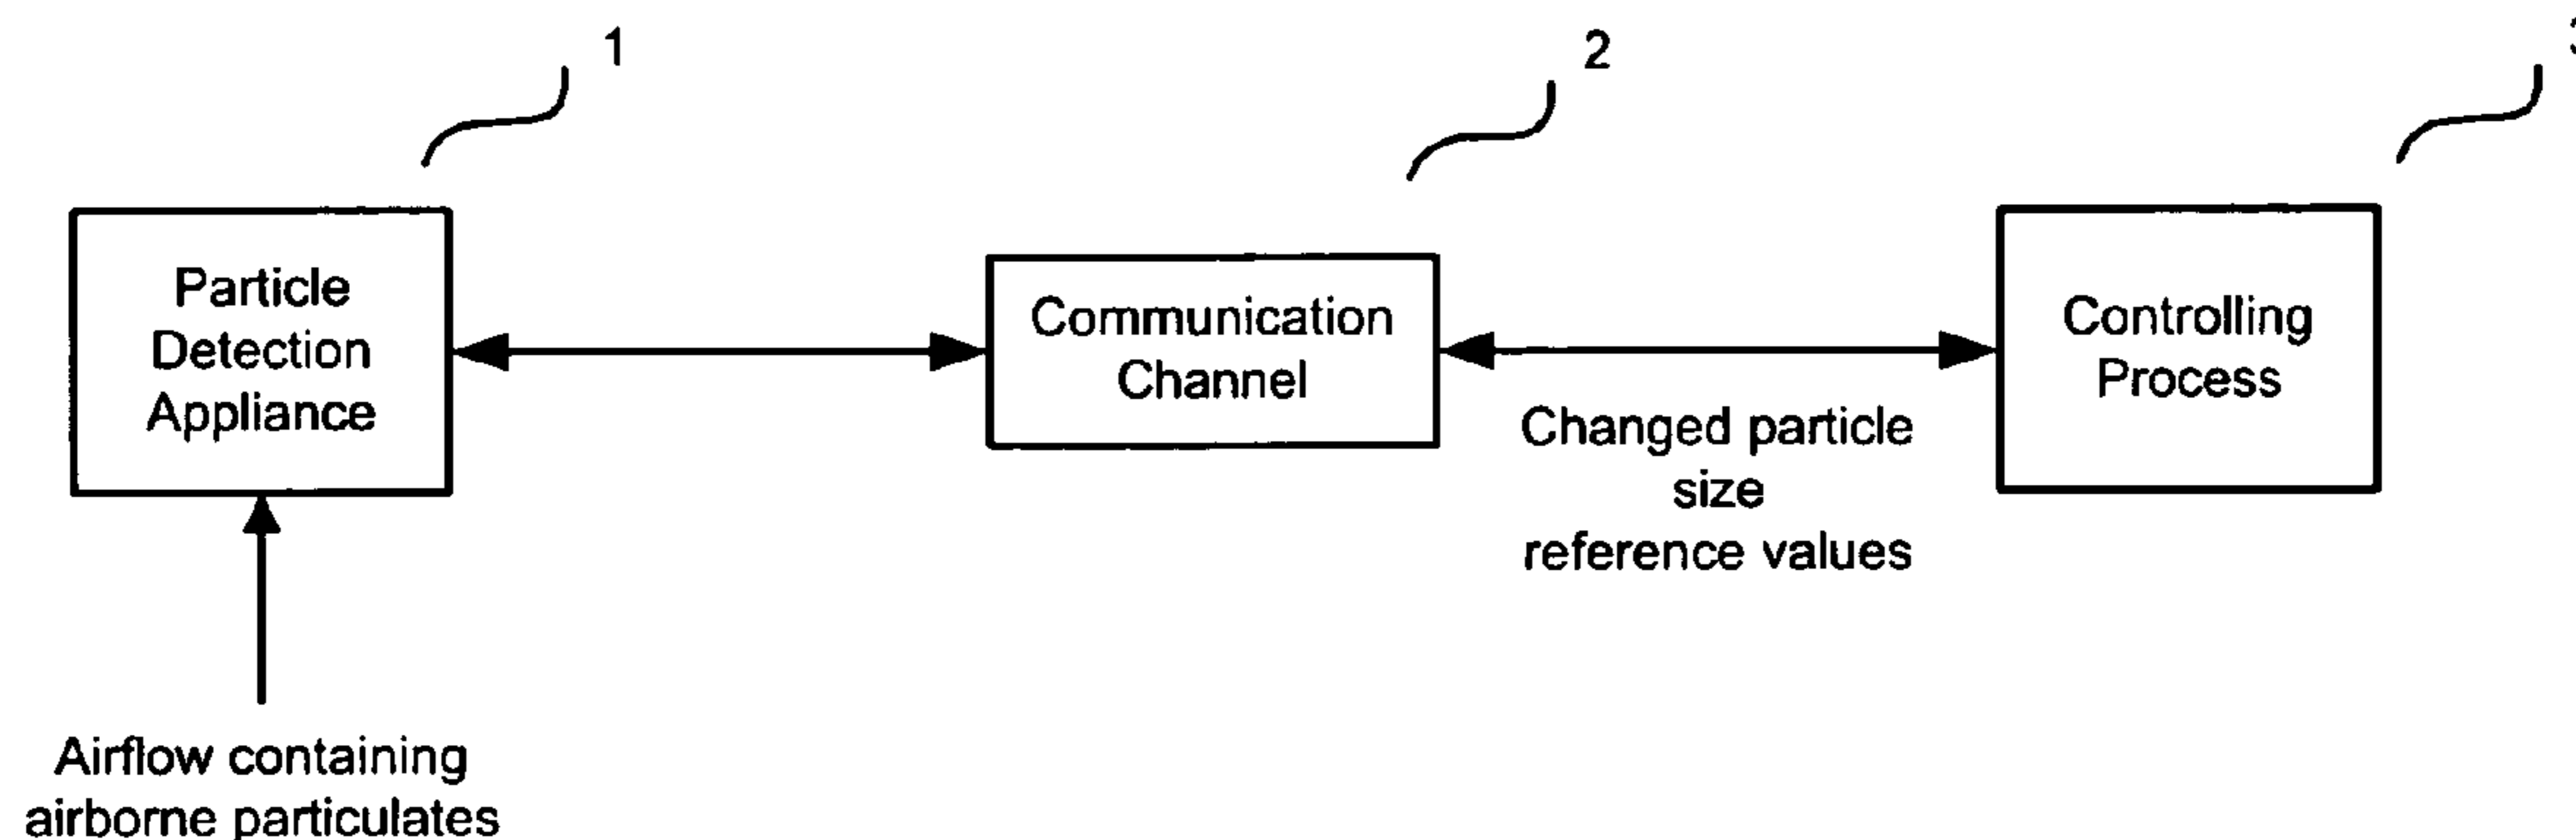 1
2
Particle
Detection
Appliance
Communication
Channel
Controlling
Process
Changed particle
size
reference values
Airflow containing
airborne particulates